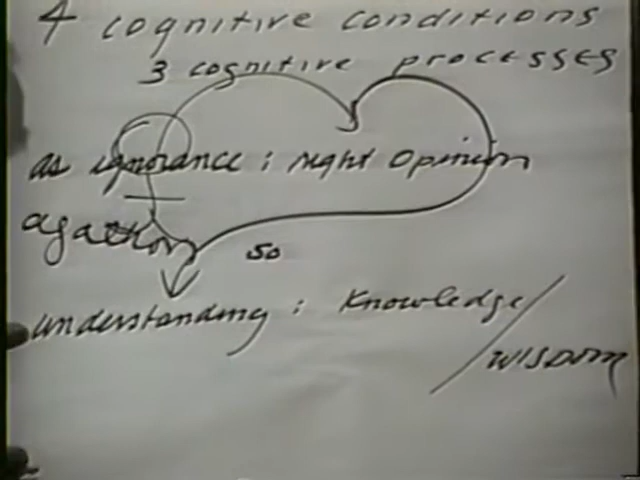 4 cognitive conditions
3 cognitive processes
as ignorance : right opinion
agathon
so
understanding : Knowledge/
/WISDOM